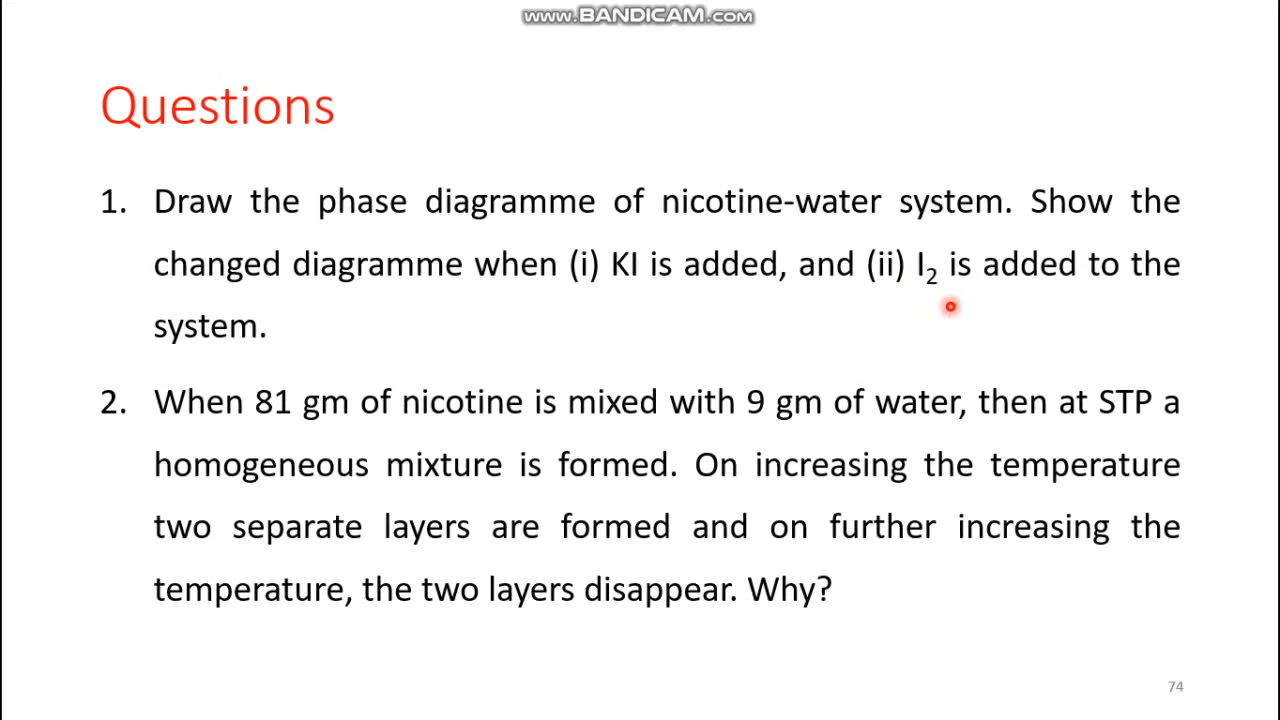 www.BANDICAM.com
Questions
1. Draw the phase diagramme of nicotine-water system. Show the
changed diagramme when (i) KI is added, and (ii) I₂ is added to the
system.
2. When 81 gm of nicotine is mixed with 9 gm of water, then at STP a
homogeneous mixture is formed. On increasing the temperature
two separate layers are formed and on further increasing the
temperature, the two layers disappear. Why?
74